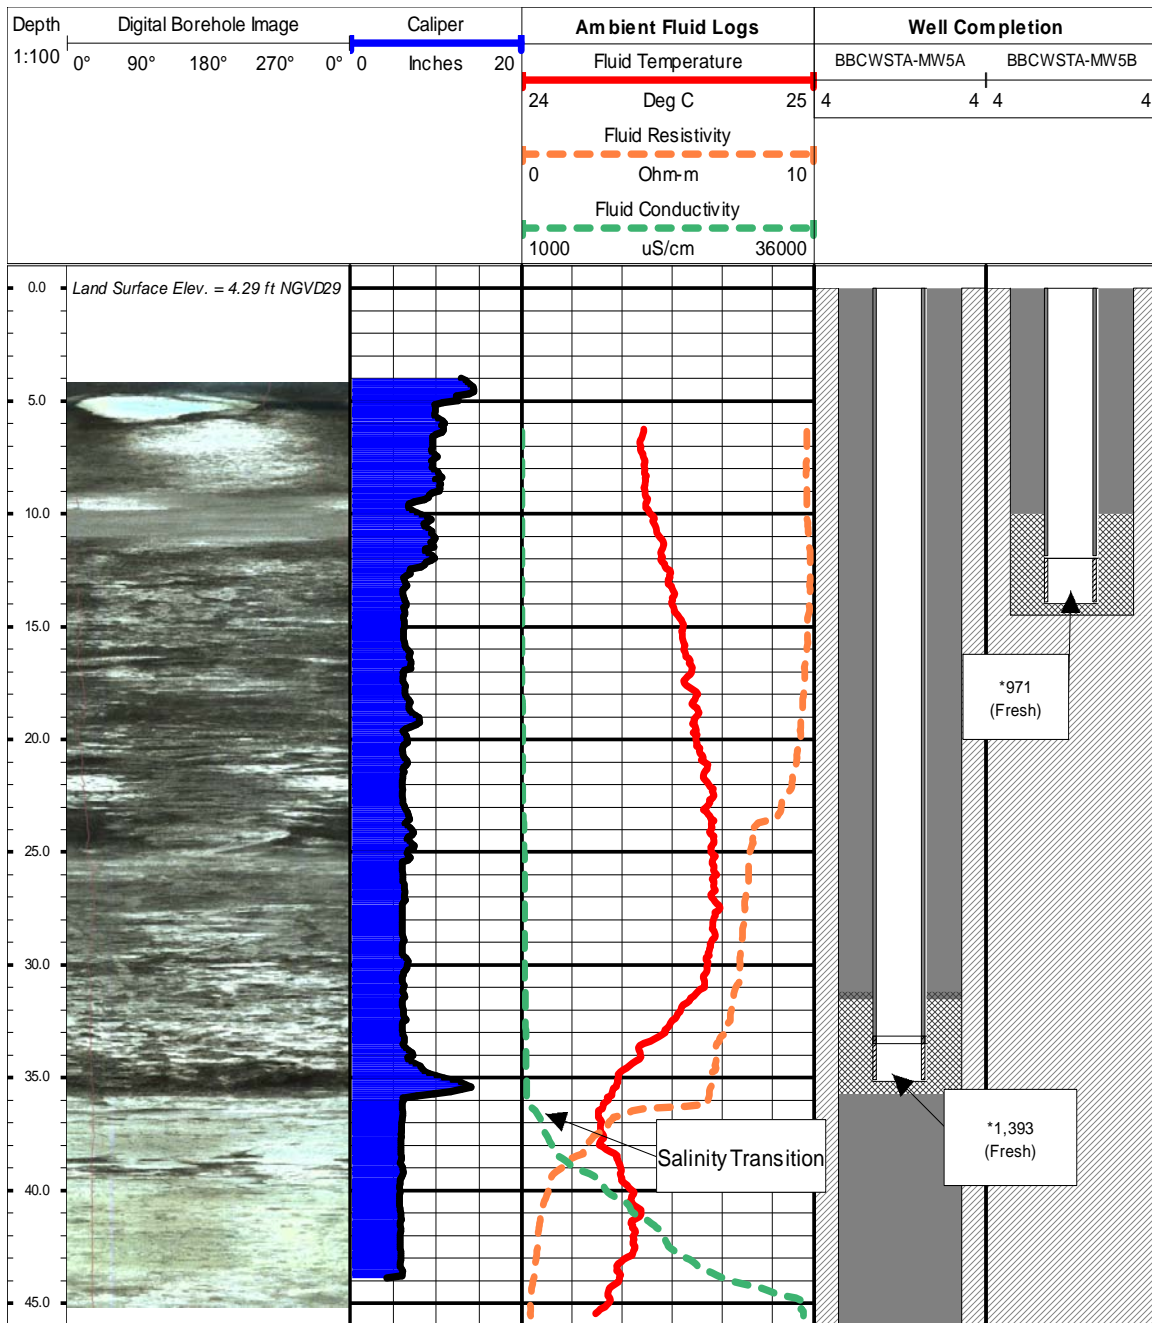 Depth
1:100
Digital Borehole Image
0° 90° 180° 270° 0°
Caliper
0 Inches 20
Ambient Fluid Logs
Fluid Temperature
24 Deg C 25
Fluid Resistivity
0 Ohm-m 10
Fluid Conductivity
1000 uS/cm 36000
Well Completion
BBCWSTA-MW5A BBCWSTA-MW5B
4 4 4 4
0.0
Land Surface Elev. = 4.29 ft NGVD29
5.0
10.0
15.0
*971
(Fresh)
20.0
25.0
30.0
35.0
*1,393
(Fresh)
Salinity Transition
40.0
45.0